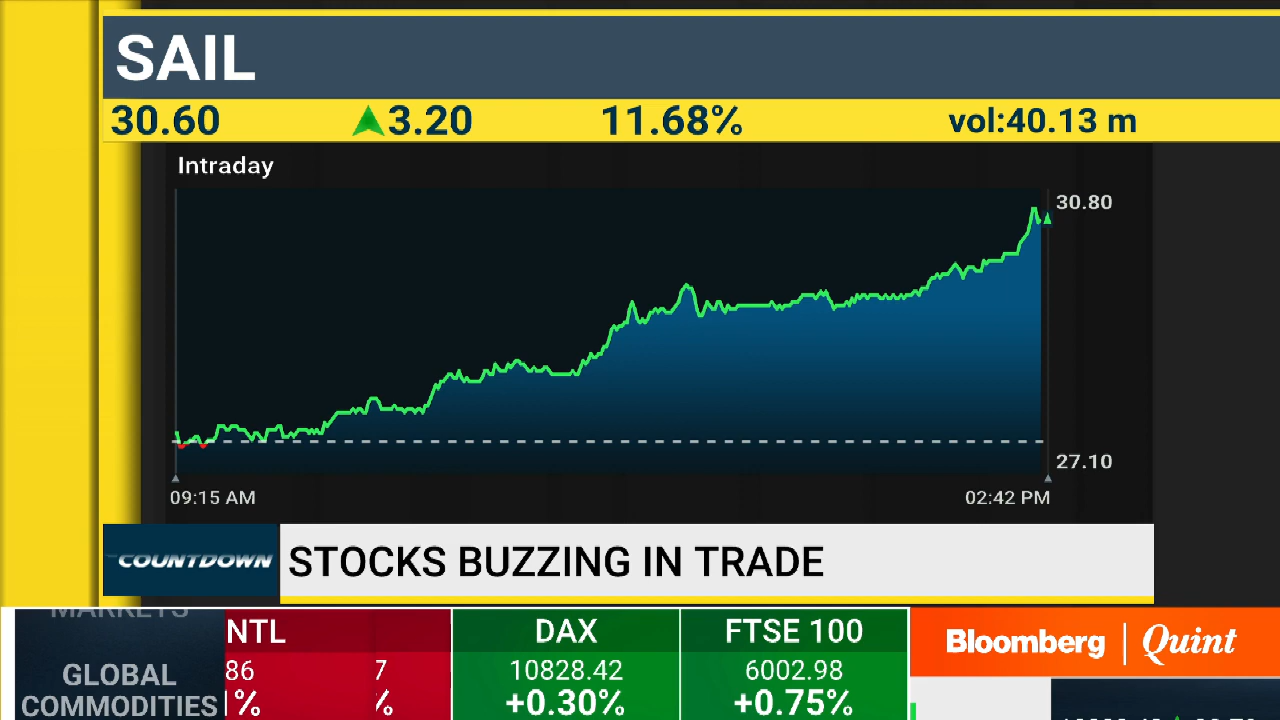 SAIL
30.60 3.20 11.68% vol:40.13 m
Intraday
30.80
27.10
09:15 AM 02:42 PM
COUNTDOWN STOCKS BUZZING IN TRADE
MARKETS
GLOBAL
COMMODITIES
NTL DAX FTSE 100
86 7 10828.42 6002.98
% % +0.30% +0.75%
Bloomberg | Quint